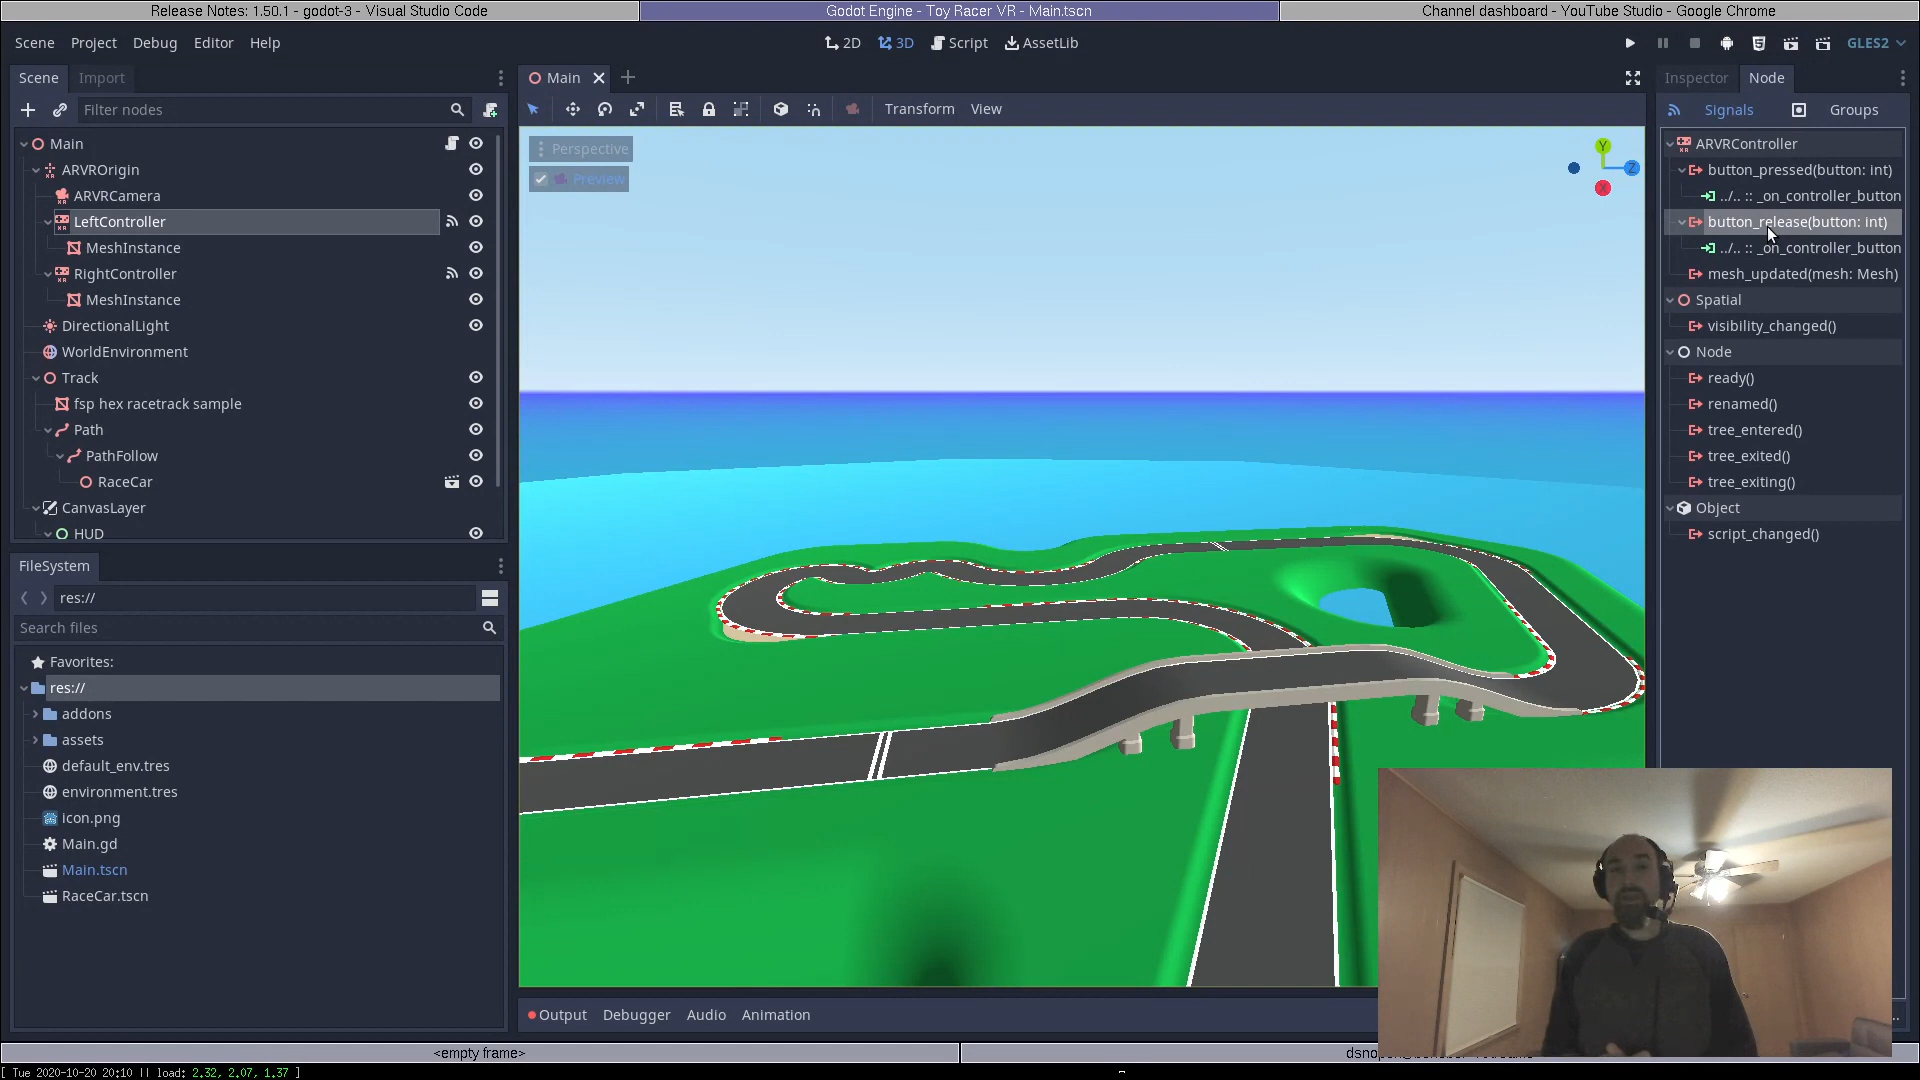 Release Notes: 1.50.1 - godot-3 - Visual Studio Code
Godot Engine - Toy Racer VR - Main.tscn
Channel dashboard - YouTube Studio - Google Chrome
Scene Project Debug Editor Help
2D 3D Script AssetLib
GLES2
Scene Import
Filter nodes
Main
ARVROrigin
ARVRCamera
LeftController
MeshInstance
RightController
MeshInstance
DirectionalLight
WorldEnvironment
Track
fsp hex racetrack sample
Path
PathFollow
RaceCar
CanvasLayer
HUD
FileSystem
res://
Search files
Favorites:
res://
addons
assets
default_env.tres
environment.tres
icon.png
Main.gd
Main.tscn
RaceCar.tscn
Main
Transform View
Perspective
Preview
Y
Z
X
Output Debugger Audio Animation
Inspector Node
Signals Groups
ARVRController
button_pressed(button: int)
../.. :: _on_controller_button
button_release(button: int)
../.. :: _on_controller_button
mesh_updated(mesh: Mesh)
Spatial
visibility_changed()
Node
ready()
renamed()
tree_entered()
tree_exited()
tree_exiting()
Object
script_changed()
<empty frame>
[ Tue 2020-10-20 20:10 || load: 2.32, 2.07, 1.37 ]